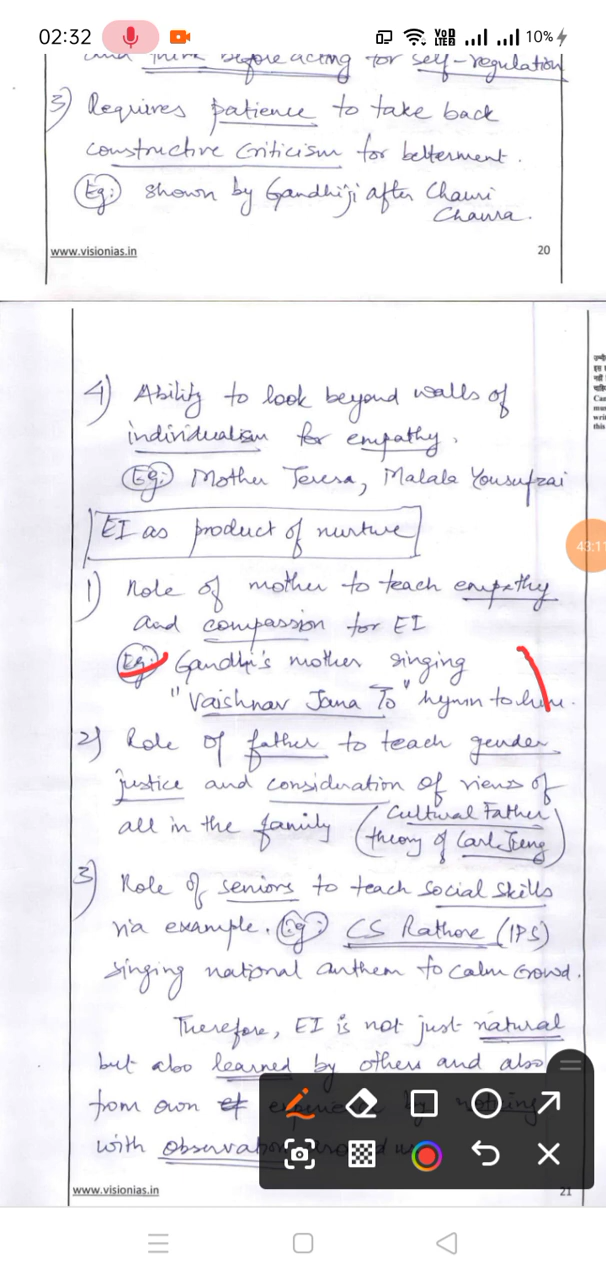 02:32
Vo)) LTE2
10%
and think before acting for self-regulation
3) Requires patience to take back
constructive criticism for betterment.
Eg: shown by Gandhiji after Chauri
Chaura.
www.visionias.in
20
4) Ability to look beyond walls of
individualism for empathy.
Eg: Mother Teresa, Malala Yousufzai
EI as product of nurture
1) Role of mother to teach empathy
and compassion for EI
Eg: Gandhi's mother singing
"Vaishnav Jana To" hymn to him.
2) Role of father to teach gender
justice and consideration of views of
all in the family (Cultural Father
theory of Carl Jung)
3) Role of seniors to teach social skills
via example. Eg: CS Rathore (IPS)
singing national anthem to calm crowd.
Therefore, EI is not just natural
but also learned by others and also
from own
with observation
www.visionias.in
21
43:1